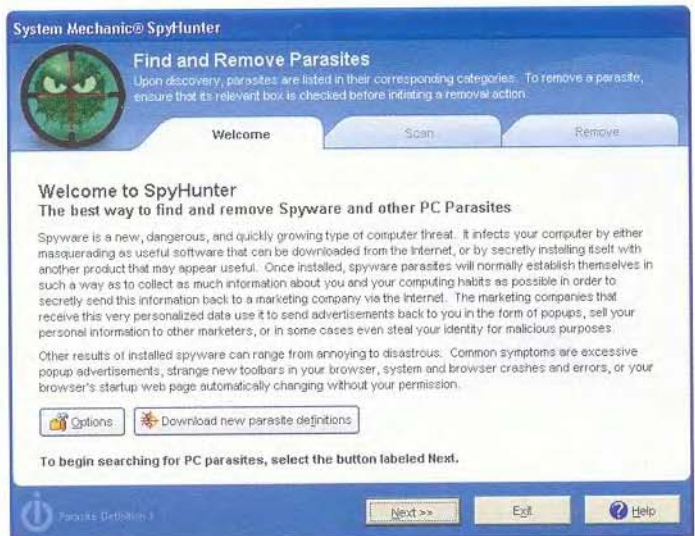 System Mechanic® SpyHunter
Find and Remove Parasites
Upon discovery, parasites are listed in their corresponding categories. To remove a parasite,
ensure that its relevant box is checked before initiating a removal action.
Welcome
Scan
Remove
Welcome to SpyHunter
The best way to find and remove Spyware and other PC Parasites
Spyware is a new, dangerous, and quickly growing type of computer threat. It infects your computer by either
masquerading as useful software that can be downloaded from the Internet, or by secretly installing itself with
another product that may appear useful. Once installed, spyware parasites will normally establish themselves in
such a way as to collect as much information about you and your computing habits as possible in order to
secretly send this information back to a marketing company via the Internet. The marketing companies that
receive this very personalized data use it to send advertisements back to you in the form of popups, sell your
personal information to other marketers, or in some cases even steal your identity for malicious purposes.
Other results of installed spyware can range from annoying to disastrous. Common symptoms are excessive
popup advertisements, strange new toolbars in your browser, system and browser crashes and errors, or your
browser's startup web page automatically changing without your permission.
Options
Download new parasite definitions
To begin searching for PC parasites, select the button labeled Next.
Parasite Definition
Next >>
Exit
Help